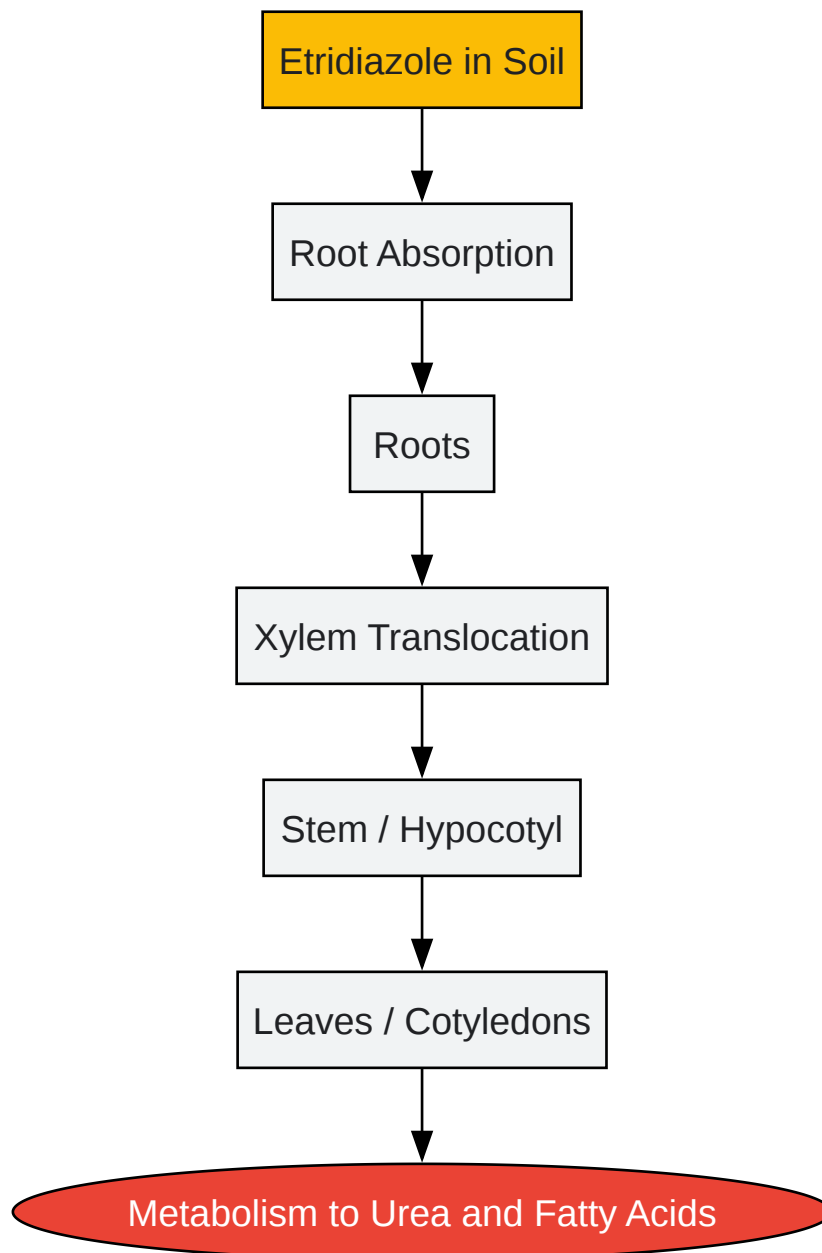 Etridiazole in Soil
Root Absorption
Roots
Xylem Translocation
Stem / Hypocotyl
Leaves / Cotyledons
Metabolism to Urea and Fatty Acids